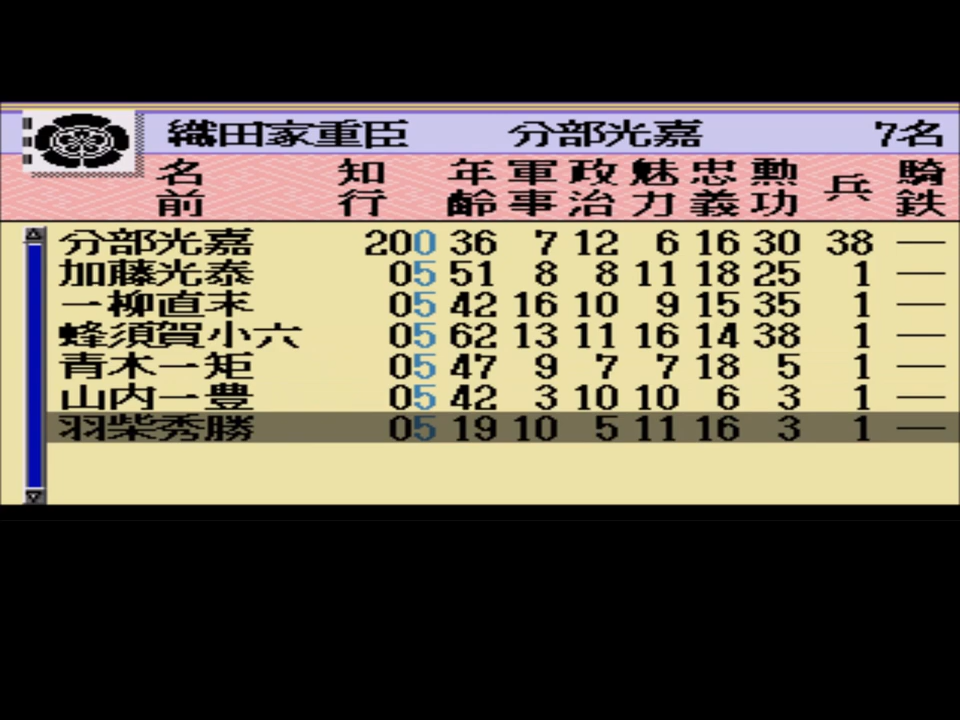 織田家重臣 分部光嘉 7名
名前 知行 年齢 軍事 政治 魅力 忠義 勲功 兵 騎鉄
分部光嘉 200 36 7 12 6 16 30 38 —
加藤光泰 05 51 8 8 11 18 25 1 —
一柳直末 05 42 16 10 9 15 35 1 —
蜂須賀小六 05 62 13 11 16 14 38 1 —
青木一矩 05 47 9 7 7 18 5 1 —
山内一豊 05 42 3 10 10 6 3 1 —
羽柴秀勝 05 19 10 5 11 16 3 1 —